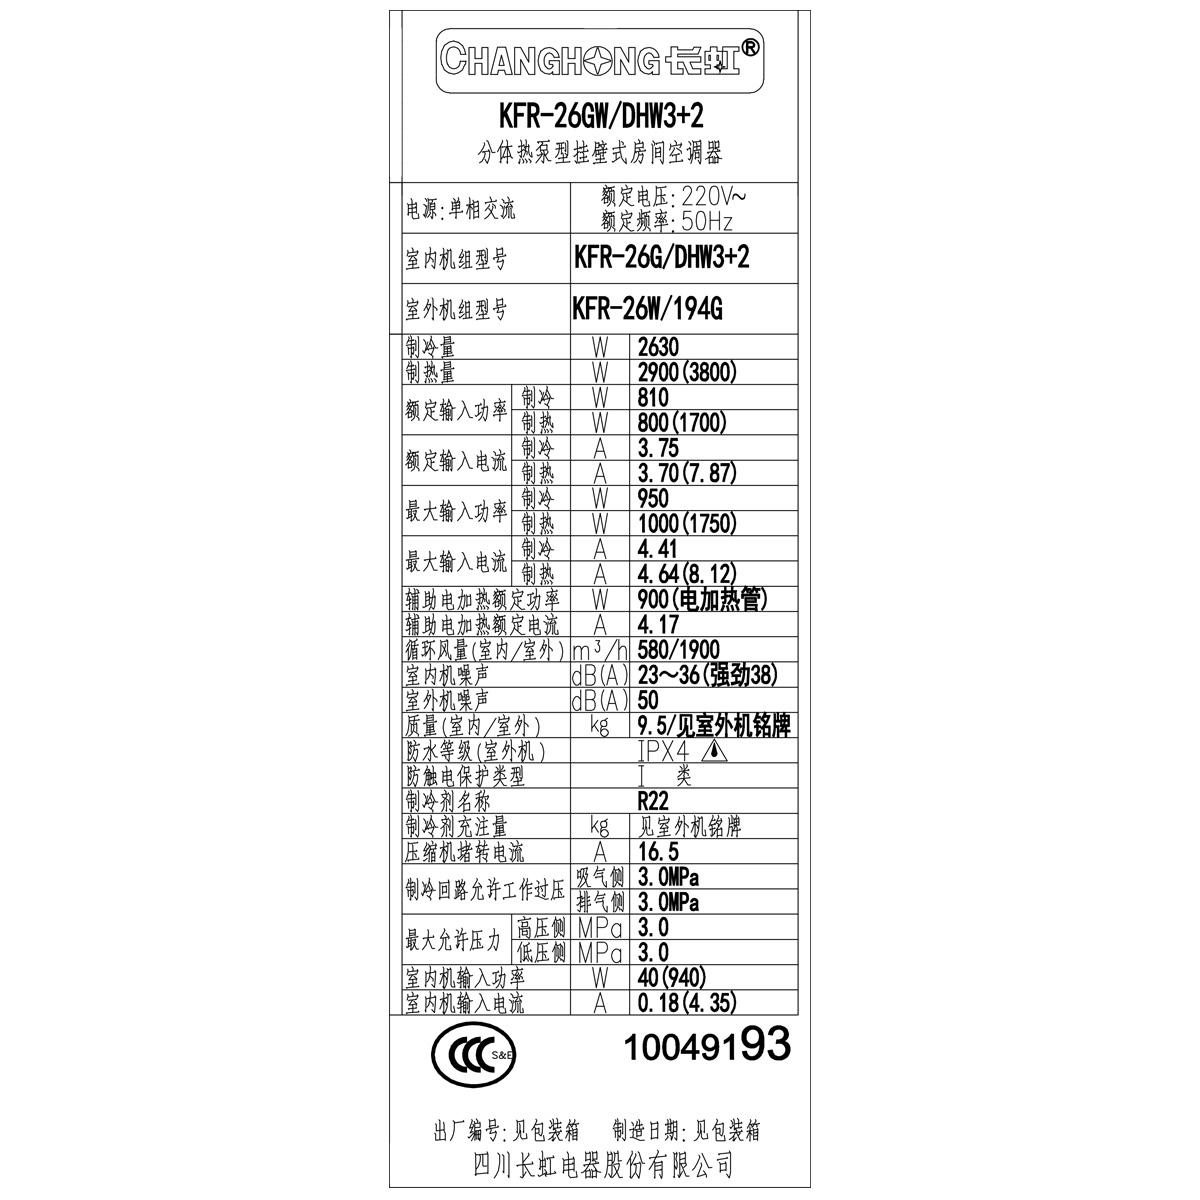 CHANGHONG 长虹®
KFR-26GW/DHW3+2
分体热泵型挂壁式房间空调器
电源:单相交流 额定电压:220V~
额定频率:50Hz
室内机组型号 KFR-26G/DHW3+2
室外机组型号 KFR-26W/194G
制冷量 W 2630
制热量 W 2900(3800)
额定输入功率 制冷 W 810
制热 W 800(1700)
额定输入电流 制冷 A 3.75
制热 A 3.70(7.87)
最大输入功率 制冷 W 950
制热 W 1000(1750)
最大输入电流 制冷 A 4.41
制热 A 4.64(8.12)
辅助电加热额定功率 W 900(电加热管)
辅助电加热额定电流 A 4.17
循环风量(室内/室外) m³/h 580/1900
室内机噪声 dB(A) 23~36(强劲38)
室外机噪声 dB(A) 50
质量(室内/室外) kg 9.5/见室外机铭牌
防水等级(室外机) IPX4
防触电保护类型 I 类
制冷剂名称 R22
制冷剂充注量 kg 见室外机铭牌
压缩机堵转电流 A 16.5
制冷回路允许工作过压 吸气侧 3.0MPa
排气侧 3.0MPa
最大允许压力 高压侧 MPa 3.0
低压侧 MPa 3.0
室内机输入功率 W 40(940)
室内机输入电流 A 0.18(4.35)
CCC S&E 10049193
出厂编号:见包装箱 制造日期:见包装箱
四川长虹电器股份有限公司